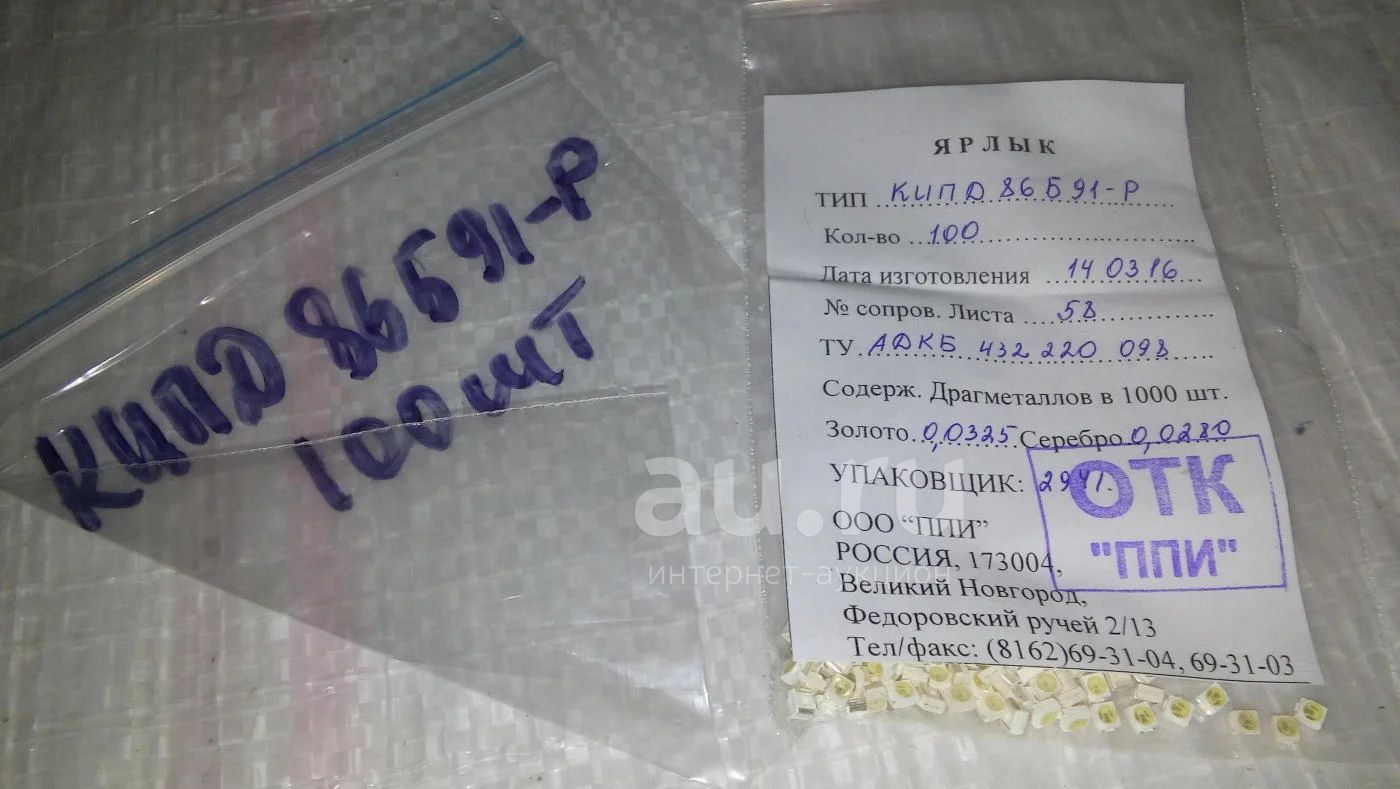 КИПД 86Б91-Р
100 шт
ЯРЛЫК
ТИП КИПД 86Б91-Р
Кол-во 100
Дата изготовления 14 03 16
№ сопров. Листа 58
ТУ АДКБ 432 220 098
Содерж. Драгметаллов в 1000 шт.
Золото 0,0325 Серебро 0,0280
УПАКОВЩИК:
ООО “ППИ”
РОССИЯ, 173004,
Великий Новгород,
Федоровский ручей 2/13
Тел/факс: (8162)69-31-04, 69-31-03
ОТК
"ППИ"
au.ru
интернет-аукцион